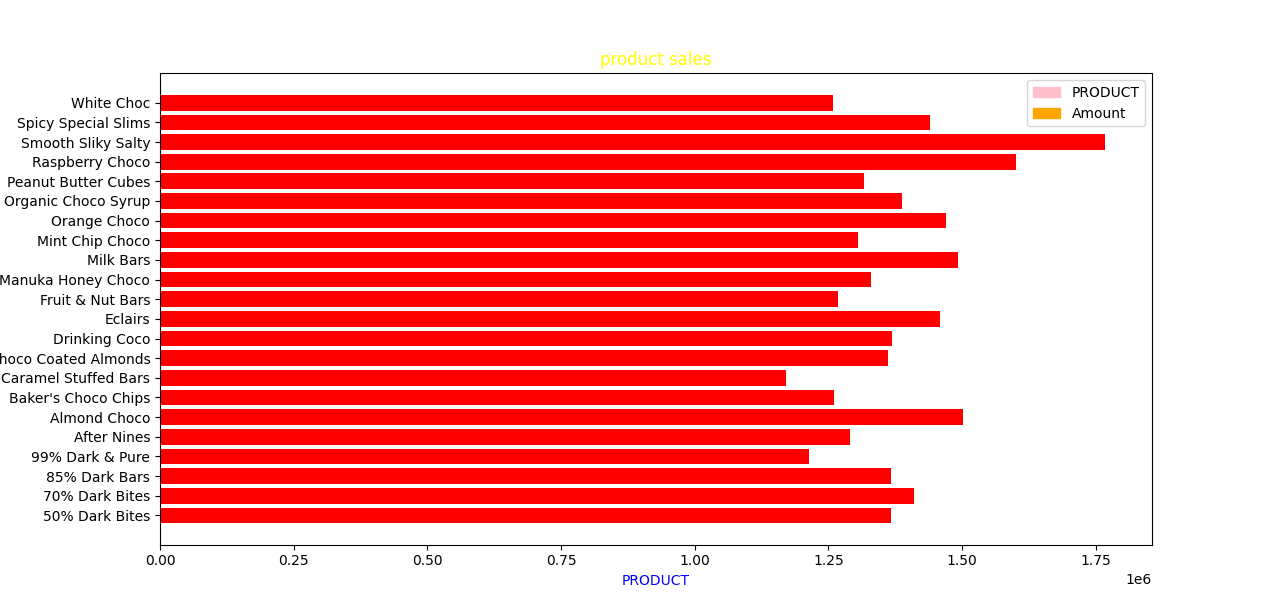 product sales
PRODUCT
Amount
White Choc
Spicy Special Slims
Smooth Sliky Salty
Raspberry Choco
Peanut Butter Cubes
Organic Choco Syrup
Orange Choco
Mint Chip Choco
Milk Bars
Manuka Honey Choco
Fruit & Nut Bars
Eclairs
Drinking Coco
hoco Coated Almonds
Caramel Stuffed Bars
Baker's Choco Chips
Almond Choco
After Nines
99% Dark & Pure
85% Dark Bars
70% Dark Bites
50% Dark Bites
0.00 0.25 0.50 0.75 1.00 1.25 1.50 1.75
1e6
PRODUCT